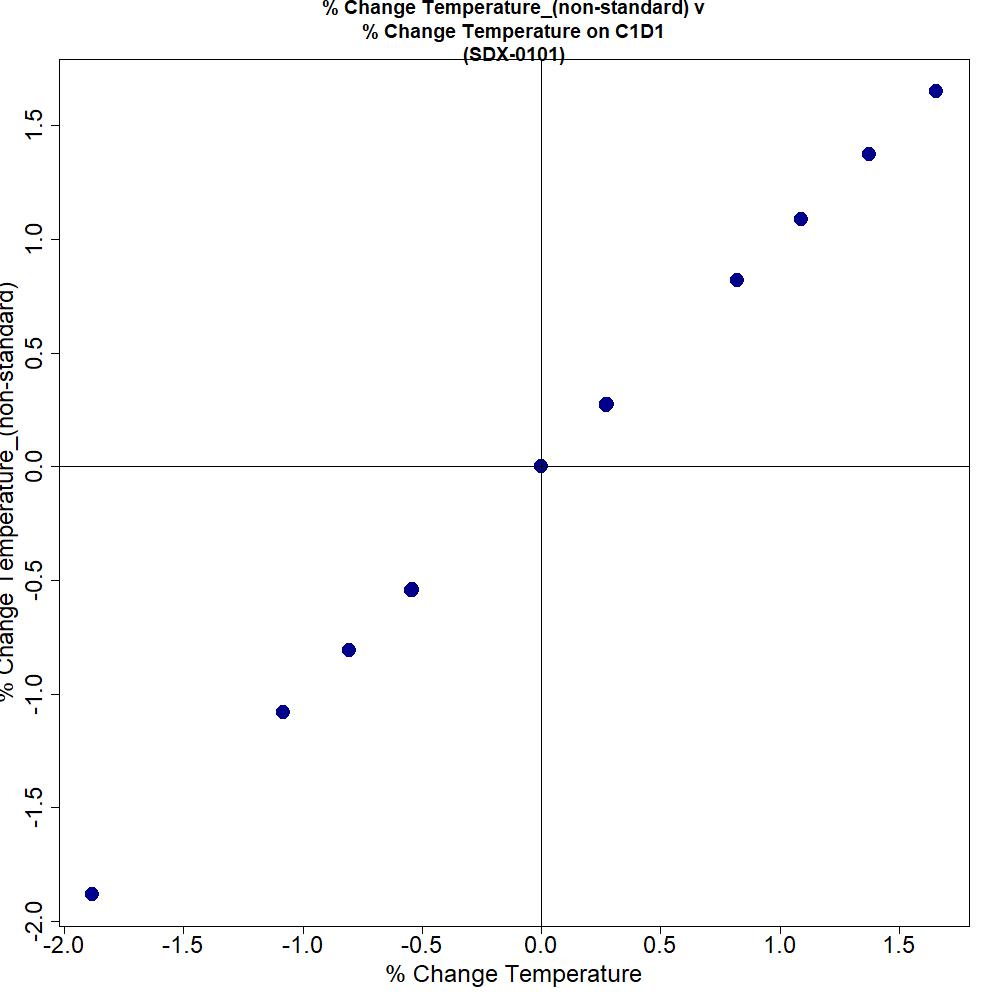 % Change Temperature_(non-standard) v
% Change Temperature on C1D1
(SDX-0101)
% Change Temperature_(non-standard)
1.5
1.0
0.5
0.0
-0.5
-1.0
-1.5
-2.0
-2.0 -1.5 -1.0 -0.5 0.0 0.5 1.0 1.5
% Change Temperature